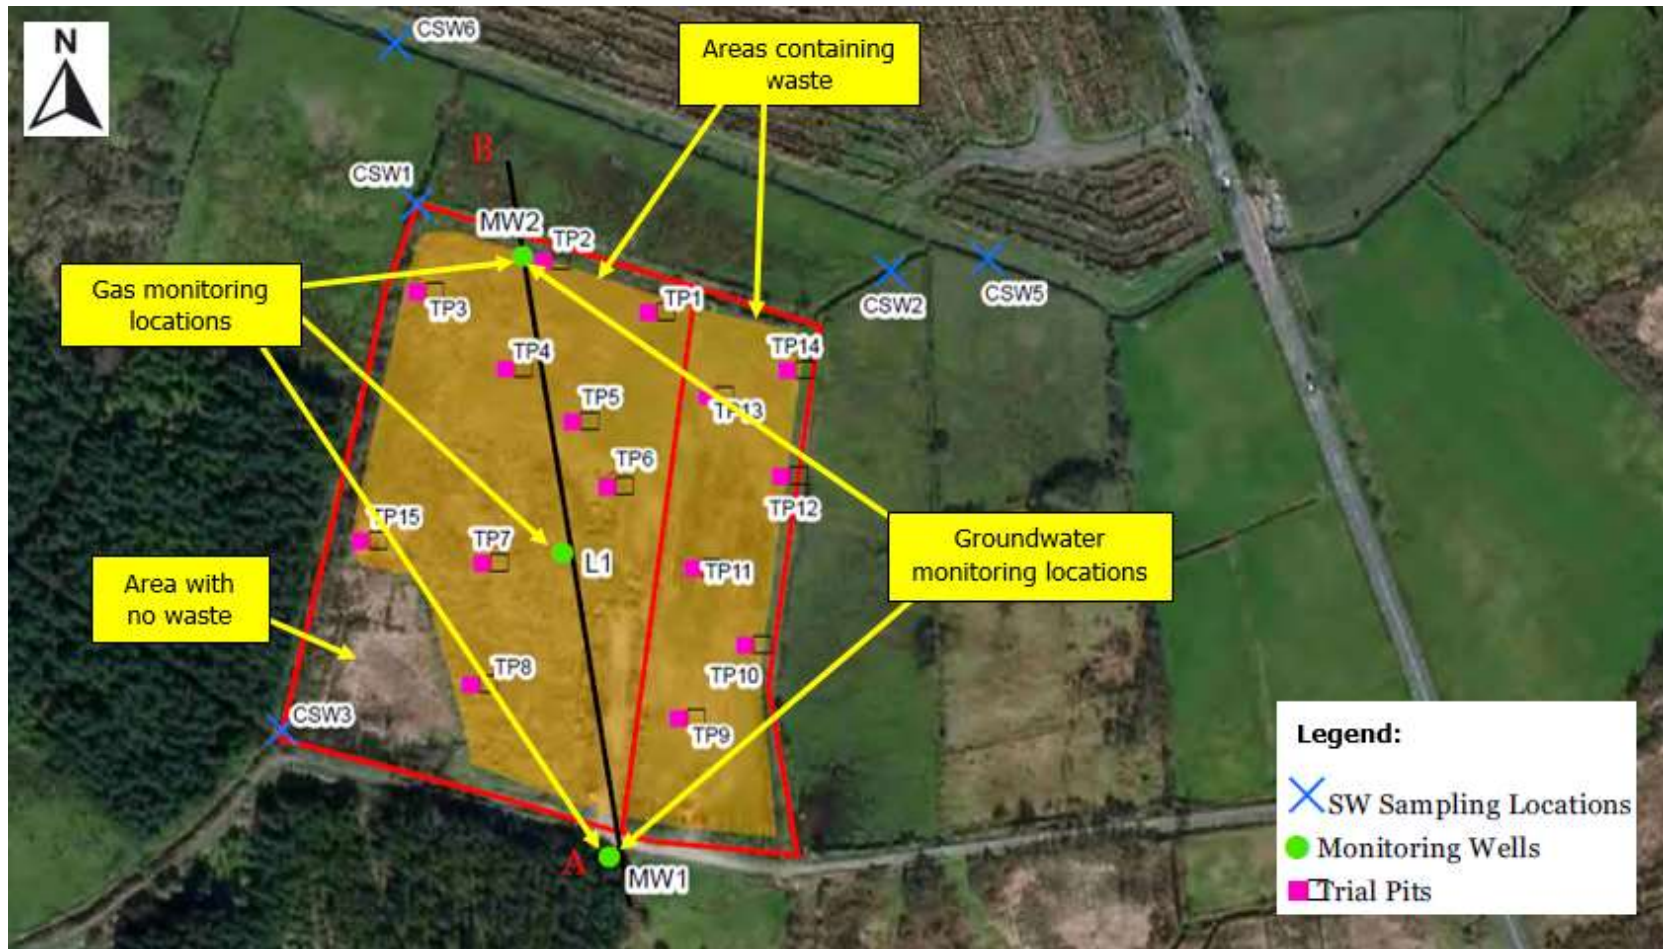 N
CSW6
Areas containing
waste
B
CSW1
MW2
TP2
Gas monitoring
locations
TP3
TP1
CSW2
CSW5
TP4
TP14
TP5
TP13
TP6
TP12
TP15
TP7
L1
TP11
Groundwater
monitoring locations
Area with
no waste
TP8
TP10
CSW3
TP9
A
MW1
Legend:
SW Sampling Locations
Monitoring Wells
Trial Pits